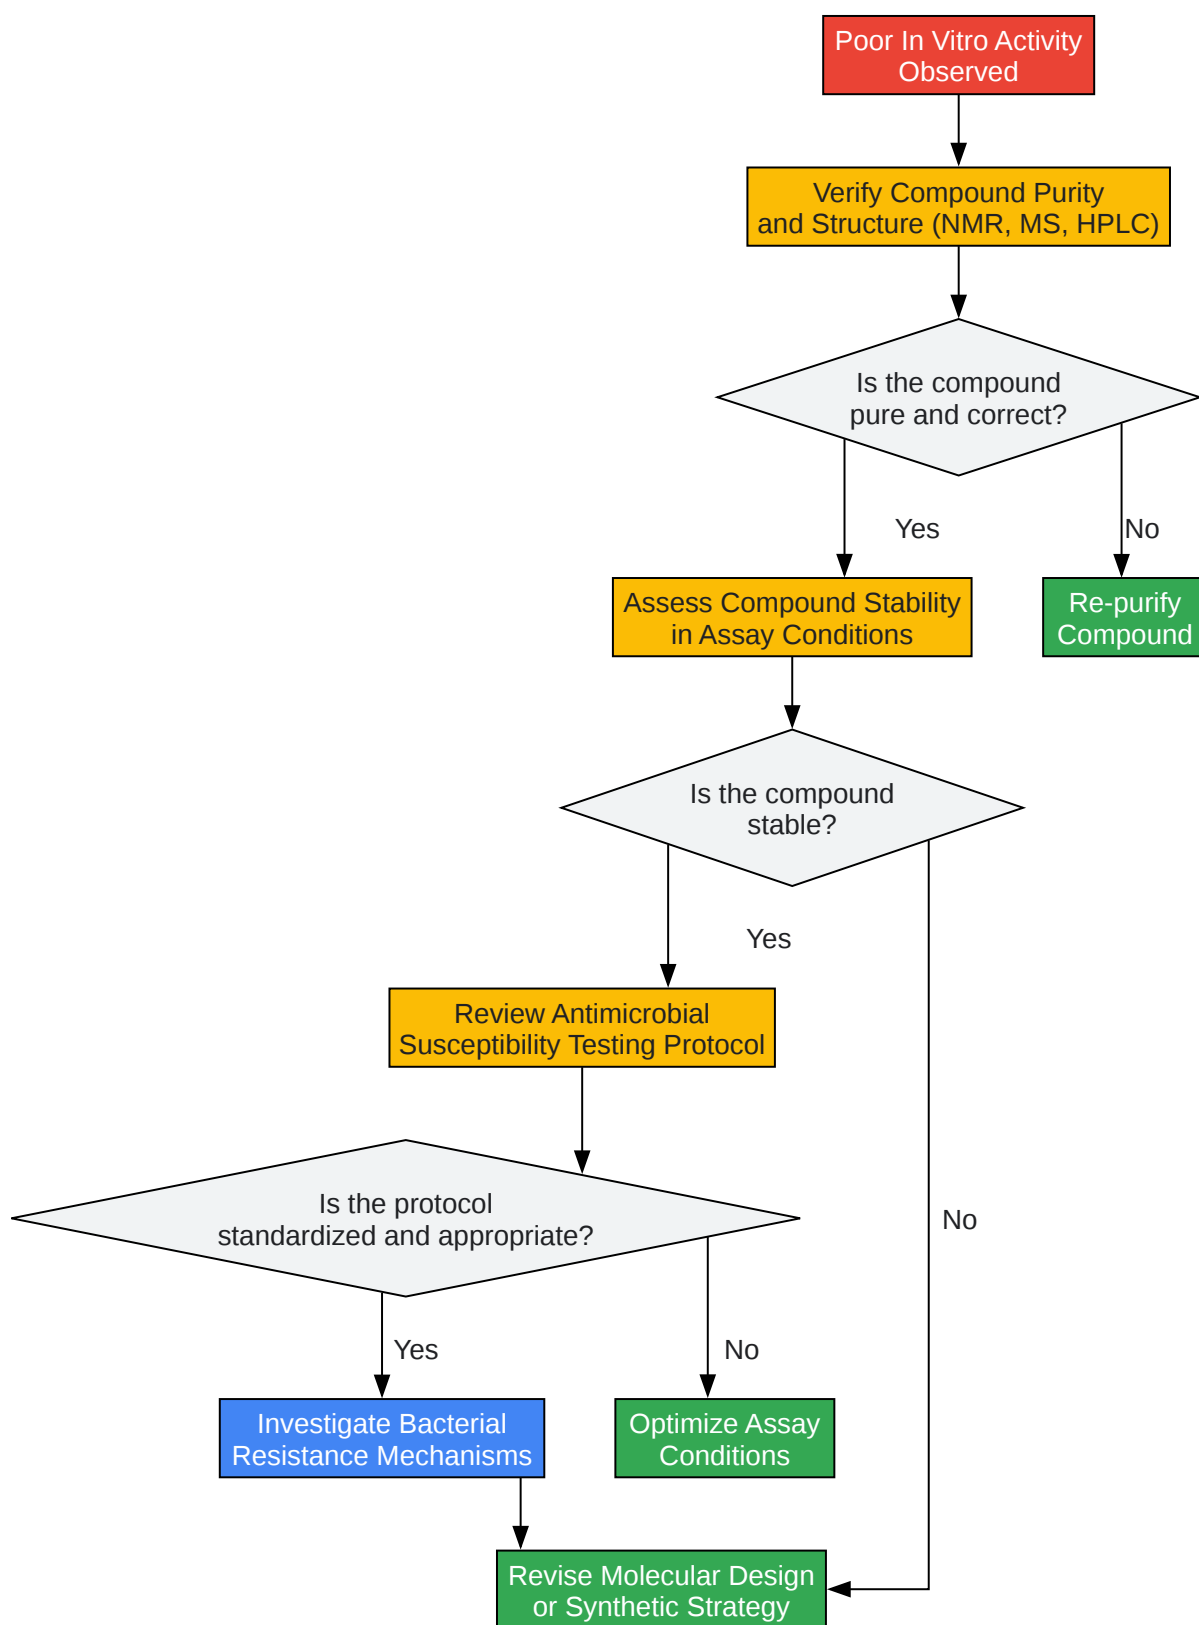 Poor In Vitro Activity
Observed
Verify Compound Purity
and Structure (NMR, MS, HPLC)
Is the compound
pure and correct?
Yes
No
Assess Compound Stability
in Assay Conditions
Re-purify
Compound
Is the compound
stable?
Yes
Review Antimicrobial
Susceptibility Testing Protocol
Is the protocol
standardized and appropriate?
No
Yes
No
Investigate Bacterial
Resistance Mechanisms
Optimize Assay
Conditions
Revise Molecular Design
or Synthetic Strategy